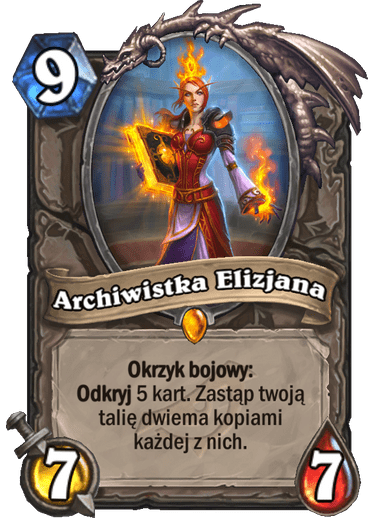 9
Archiwistka Elizjana
Okrzyk bojowy:
Odkryj 5 kart. Zastąp twoją
talię dwiema kopiami
każdej z nich.
7
7